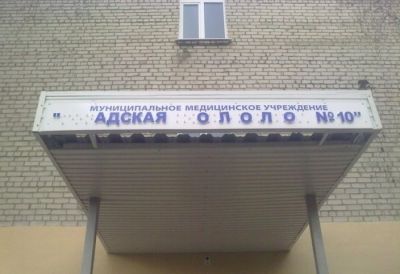 МУНИЦИПАЛЬНОЕ МЕДИЦИНСКОЕ УЧРЕЖДЕНИЕ
" АДСКАЯ ОЛОЛО №10"